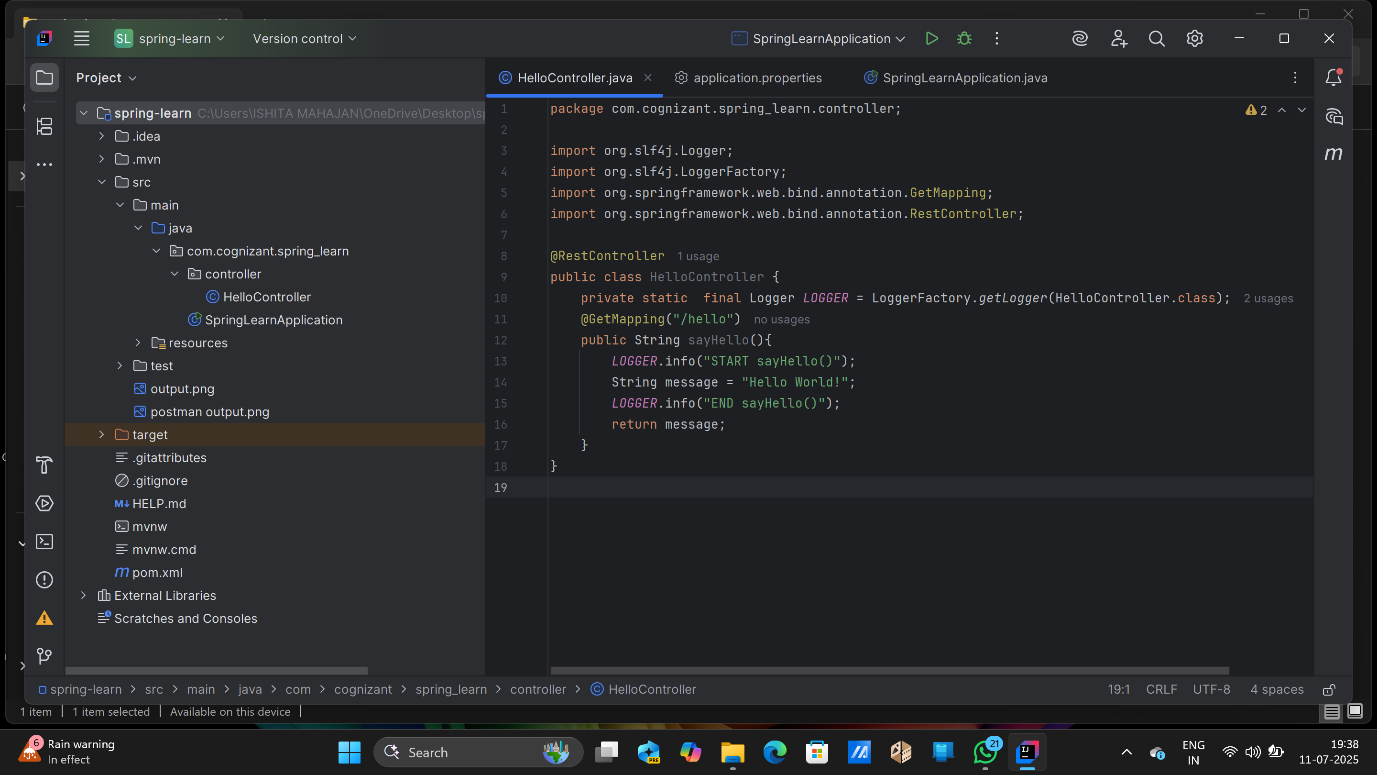 SL spring-learn Version control SpringLearnApplication
Project
HelloController.java application.properties SpringLearnApplication.java
spring-learn C:\Users\ISHITA MAHAJAN\OneDrive\Desktop\sp
.idea
.mvn
src
main
java
com.cognizant.spring_learn
controller
HelloController
SpringLearnApplication
resources
test
output.png
postman output.png
target
.gitattributes
.gitignore
M↓ HELP.md
mvnw
mvnw.cmd
m pom.xml
External Libraries
Scratches and Consoles
2
m
1 package com.cognizant.spring_learn.controller;
2
3 import org.slf4j.Logger;
4 import org.slf4j.LoggerFactory;
5 import org.springframework.web.bind.annotation.GetMapping;
6 import org.springframework.web.bind.annotation.RestController;
7
8 @RestController 1 usage
9 public class HelloController {
10 private static  final Logger LOGGER = LoggerFactory.getLogger(HelloController.class); 2 usages
11 @GetMapping("/hello") no usages
12 public String sayHello(){
13 LOGGER.info("START sayHello()");
14 String message = "Hello World!";
15 LOGGER.info("END sayHello()");
16 return message;
17 }
18 }
19
spring-learn > src > main > java > com > cognizant > spring_learn > controller > HelloController 19:1 CRLF UTF-8 4 spaces
1 item | 1 item selected | Available on this device |
6 Rain warning
In effect
Search
PRE
21
ENG
IN
19:38
11-07-2025